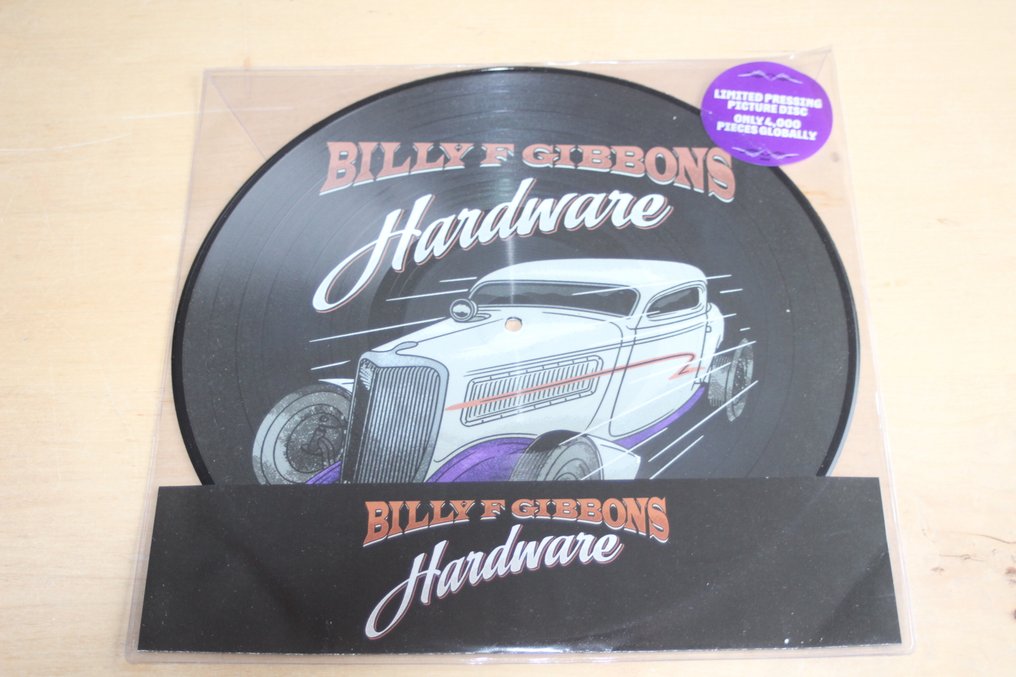 LIMITED PRESSING
PICTURE DISC
ONLY 4,000
PIECES GLOBALLY
BILLY F GIBBONS
Hardware
BILLY F GIBBONS
Hardware